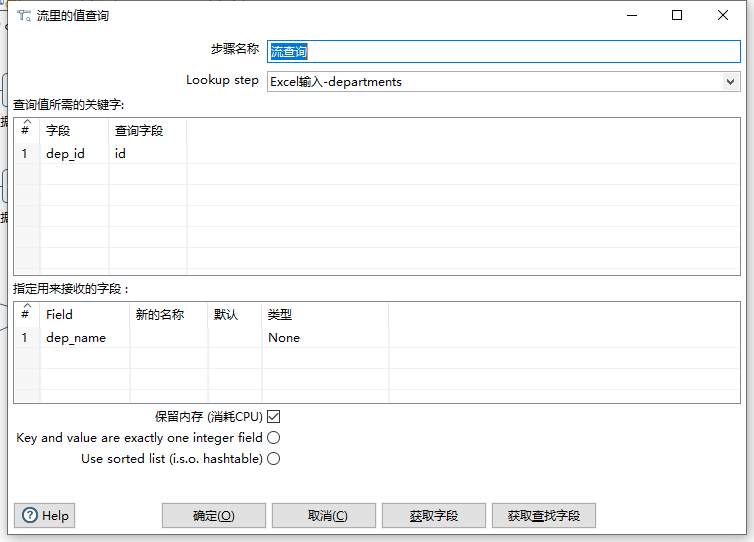 流里的值查询
步骤名称 流查询
Lookup step Excel输入-departments
查询值所需的关键字:
# 字段 查询字段
1 dep_id id
指定用来接收的字段 :
# Field 新的名称 默认 类型
1 dep_name None
保留内存 (消耗CPU)
Key and value are exactly one integer field
Use sorted list (i.s.o. hashtable)
Help 确定(O) 取消(C) 获取字段 获取查找字段
据
据